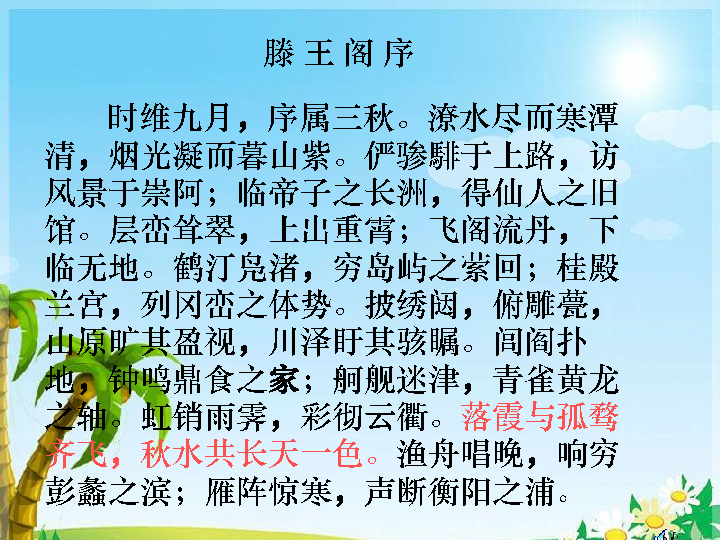 滕王阁序
时维九月，序属三秋。潦水尽而寒潭
清，烟光凝而暮山紫。俨骖騑于上路，访
风景于崇阿；临帝子之长洲，得仙人之旧
馆。层峦耸翠，上出重霄；飞阁流丹，下
临无地。鹤汀凫渚，穷岛屿之萦回；桂殿
兰宫，列冈峦之体势。披绣闼，俯雕甍，
山原旷其盈视，川泽盱其骇瞩。闾阎扑
地，钟鸣鼎食之家；舸舰迷津，青雀黄龙
之轴。虹销雨霁，彩彻云衢。落霞与孤骛
齐飞，秋水共长天一色。渔舟唱晚，响穷
彭蠡之滨；雁阵惊寒，声断衡阳之浦。